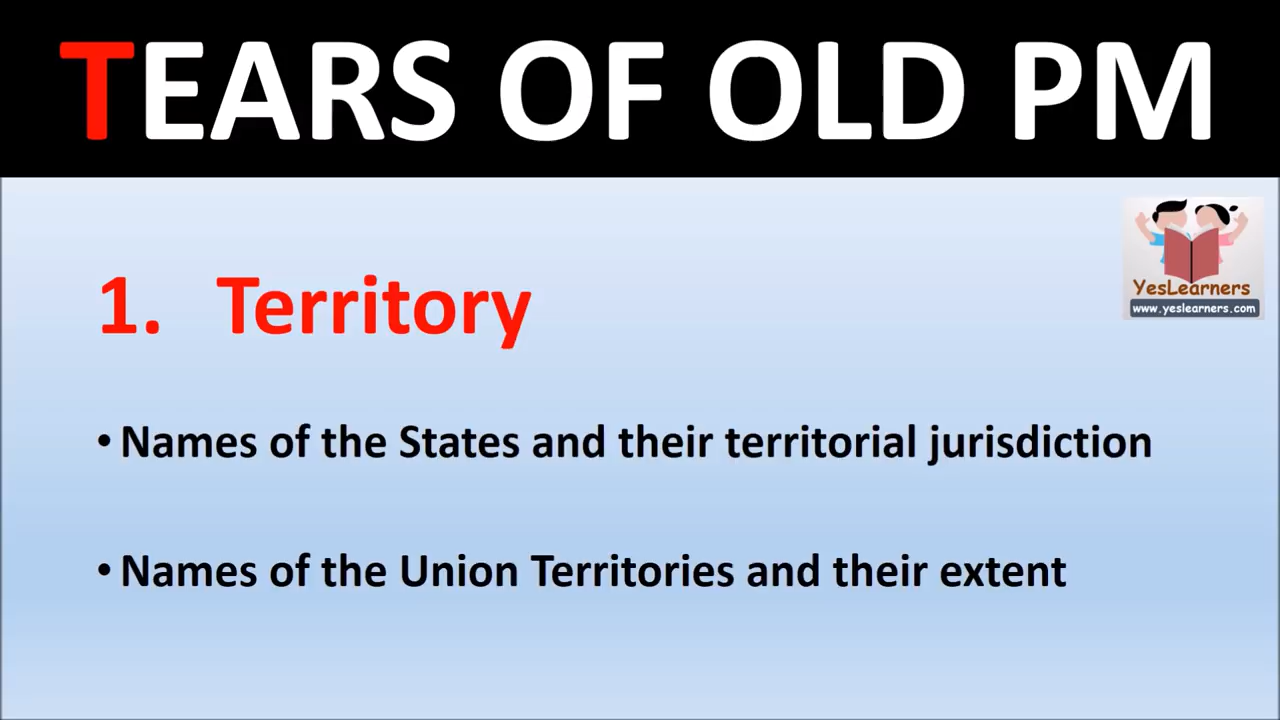 TEARS OF OLD PM
YesLearners
www.yeslearners.com
1. Territory
• Names of the States and their territorial jurisdiction
• Names of the Union Territories and their extent